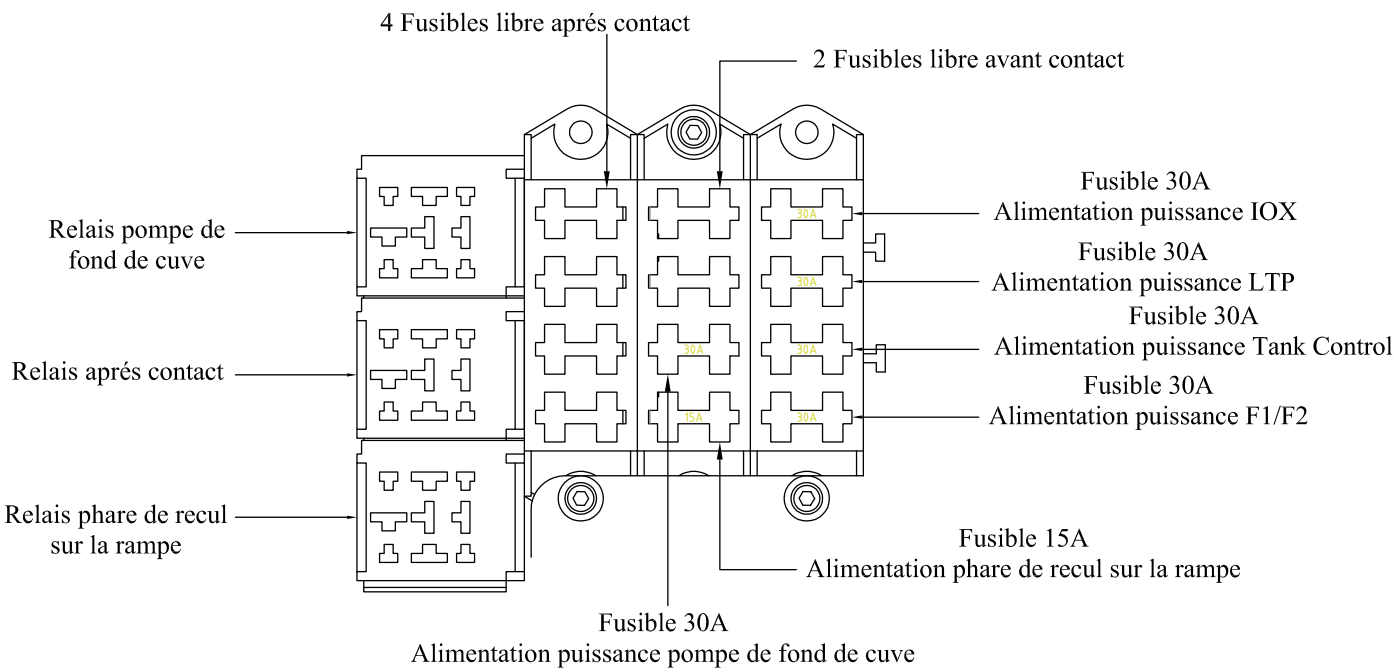 4 Fusibles libre aprés contact
2 Fusibles libre avant contact
Relais pompe de
fond de cuve
Relais aprés contact
Relais phare de recul
sur la rampe
30A
30A
30A
30A
15A
30A
Fusible 30A
Alimentation puissance IOX
Fusible 30A
Alimentation puissance LTP
Fusible 30A
Alimentation puissance Tank Control
Fusible 30A
Alimentation puissance F1/F2
Fusible 15A
Alimentation phare de recul sur la rampe
Fusible 30A
Alimentation puissance pompe de fond de cuve